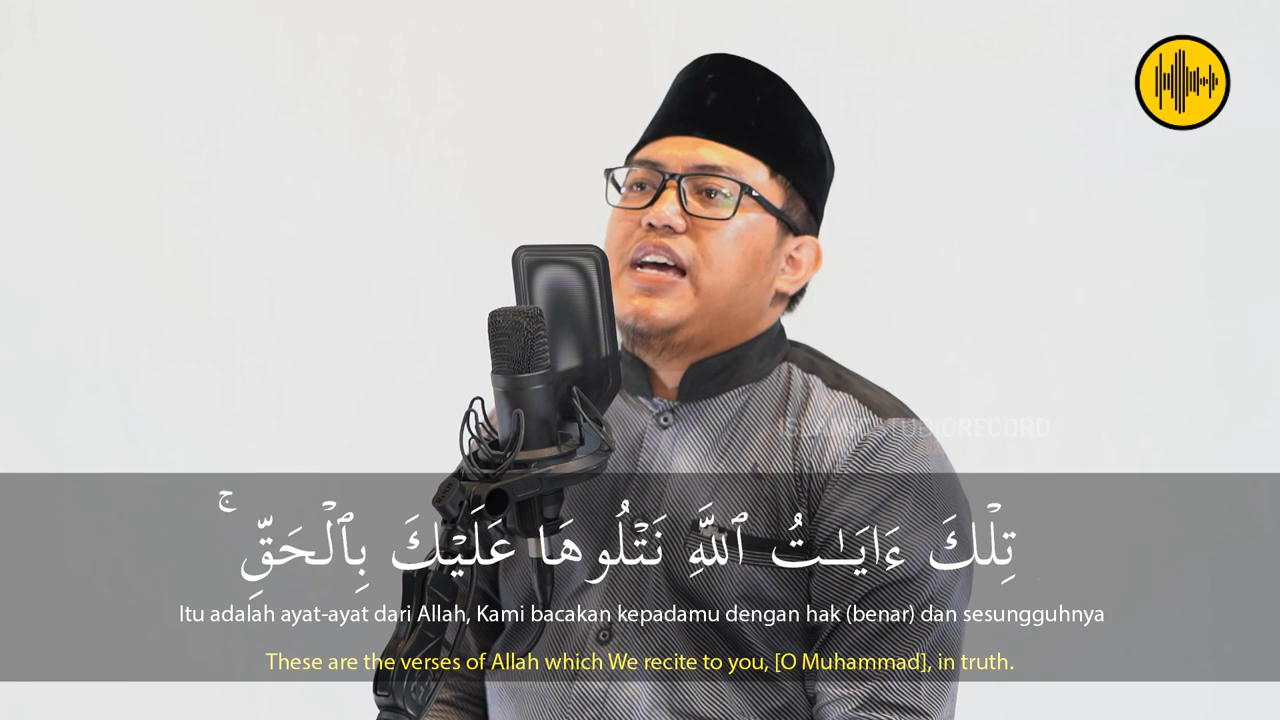 تِلْكَ ءَايَـٰتُ ٱللَّهِ نَتْلُوهَا عَلَيْكَ بِٱلْحَقِّ ۚ
Itu adalah ayat-ayat dari Allah, Kami bacakan kepadamu dengan hak (benar) dan sesungguhnya
These are the verses of Allah which We recite to you, [O Muhammad], in truth.